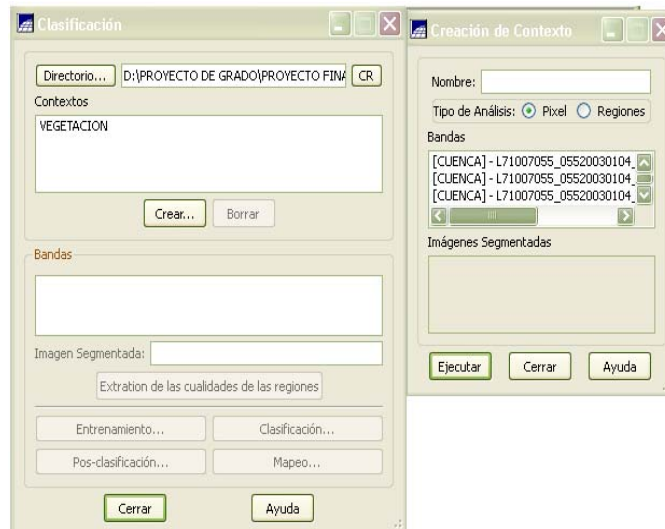 Clasificación
Directorio... D:\PROYECTO DE GRADO\PROYECTO FINA CR
Contextos
VEGETACION
Crear... Borrar
Bandas
Imagen Segmentada:
Extration de las cualidades de las regiones
Entrenamiento... Clasificación...
Pos-clasificación... Mapeo...
Cerrar Ayuda
Creación de Contexto
Nombre:
Tipo de Análisis: Pixel Regiones
Bandas
[CUENCA] - L71007055_05520030104_
[CUENCA] - L71007055_05520030104_
[CUENCA] - L71007055_05520030104_
Imágenes Segmentadas
Ejecutar Cerrar Ayuda